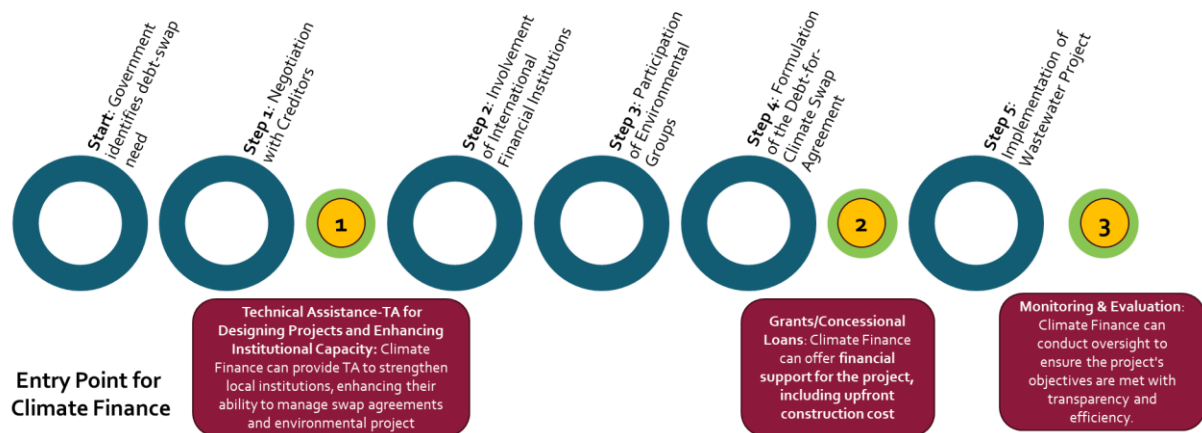 Start: Government
identifies debt-swap
need
Step 1: Negotiation
with Creditors
Step 2: Involvement
of International
Financial Institutions
Step 3: Participation
of Environmental
Groups
Step 4: Formulation
of the Debt-for-
Climate Swap
Agreement
Step 5:
Implementation of
Wastewater Project
1
2
3
Entry Point for
Climate Finance
Technical Assistance-TA for
Designing Projects and Enhancing
Institutional Capacity: Climate
Finance can provide TA to strengthen
local institutions, enhancing their
ability to manage swap agreements
and environmental project
Grants/Concessional
Loans: Climate Finance
can offer financial
support for the project,
including upfront
construction cost
Monitoring & Evaluation:
Climate Finance can
conduct oversight to
ensure the project's
objectives are met with
transparency and
efficiency.